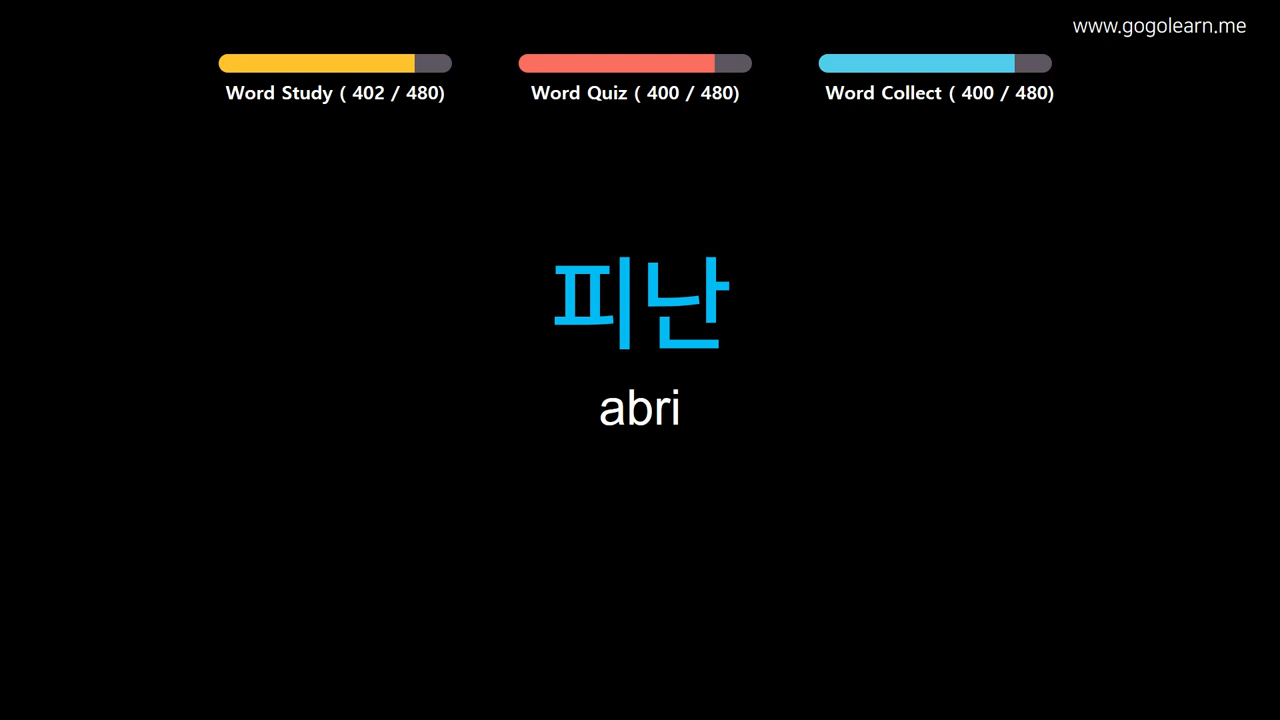 www.gogolearn.me
Word Study ( 402 / 480)
Word Quiz ( 400 / 480)
Word Collect ( 400 / 480)
피난
abri